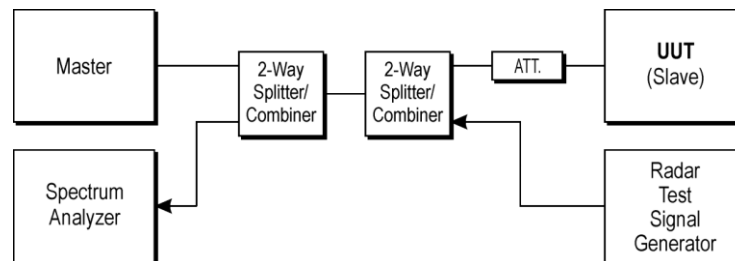 Master
2-Way
Splitter/
Combiner
2-Way
Splitter/
Combiner
ATT.
UUT
(Slave)
Spectrum
Analyzer
Radar
Test
Signal
Generator